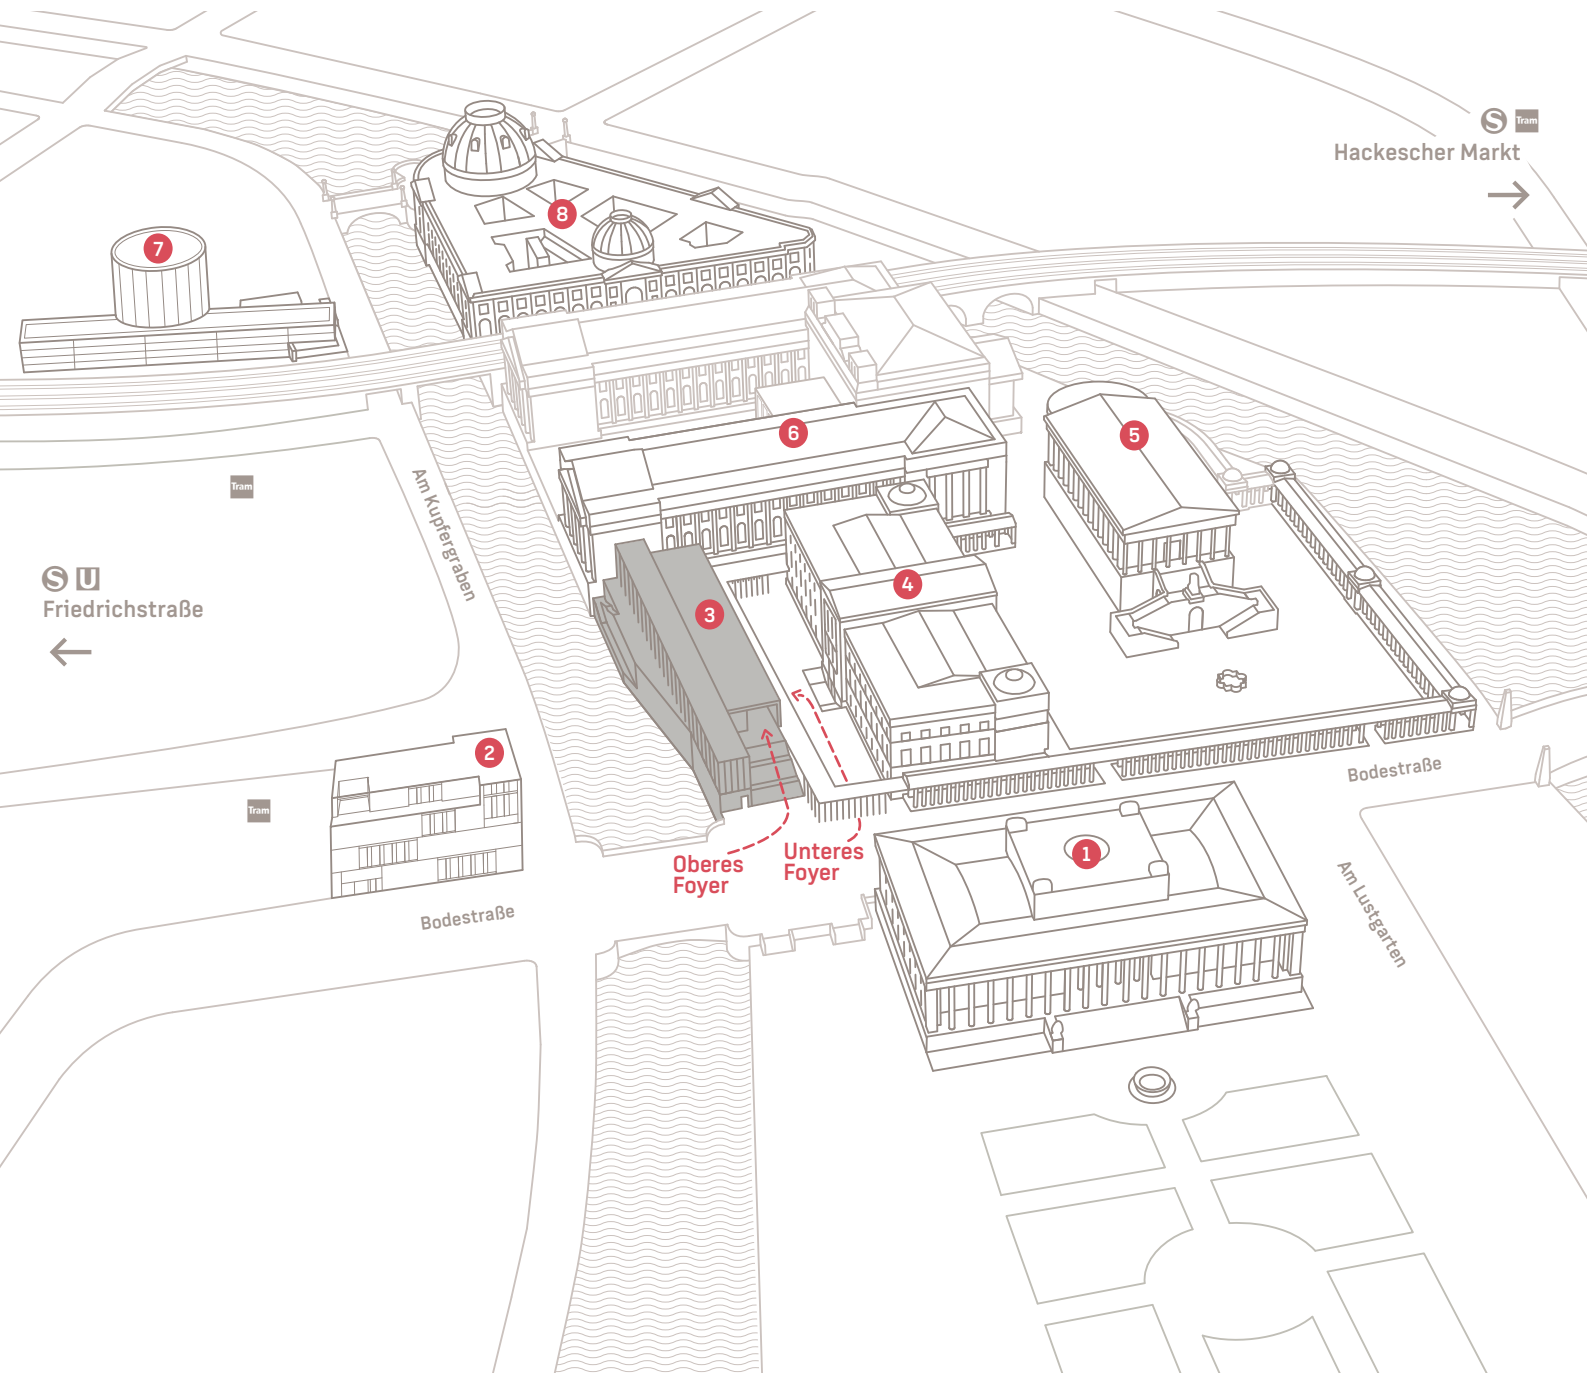 S Tram
Hackescher Markt
8
7
5
6
Tram
Am Kupfergraben
S U
Friedrichstraße
4
3
2
Bodestraße
Tram
1
Oberes
Foyer
Unteres
Foyer
Am Lustgarten
Bodestraße